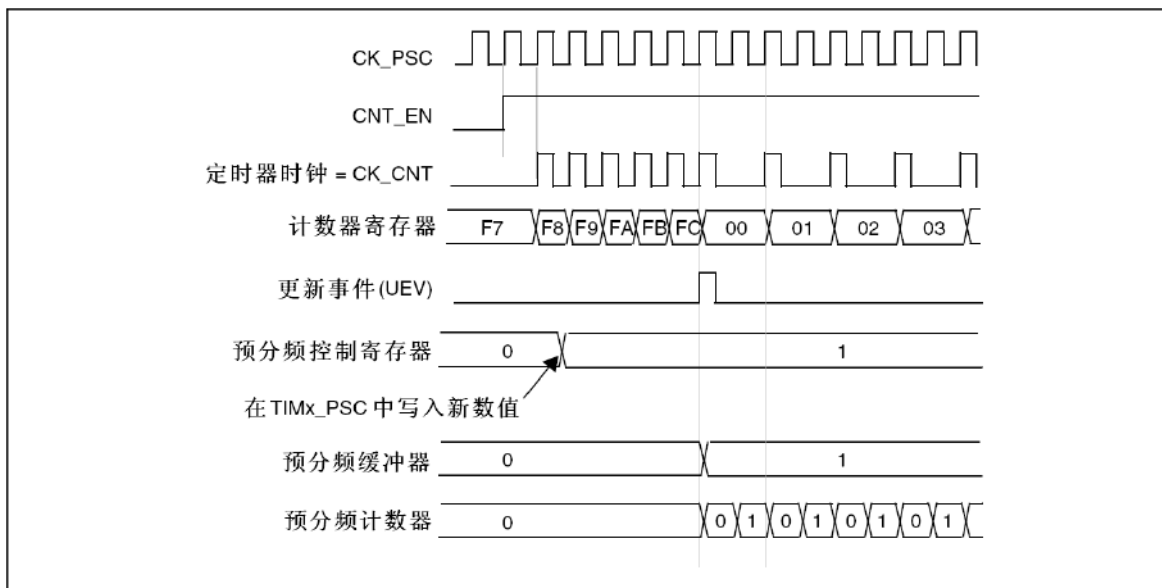 CK_PSC
CNT_EN
定时器时钟 = CK_CNT
计数器寄存器 F7 F8 F9 FA FB FC 00 01 02 03
更新事件(UEV)
预分频控制寄存器 0 1
在TIMx_PSC 中写入新数值
预分频缓冲器 0 1
预分频计数器 0 0 1 0 1 0 1 0 1